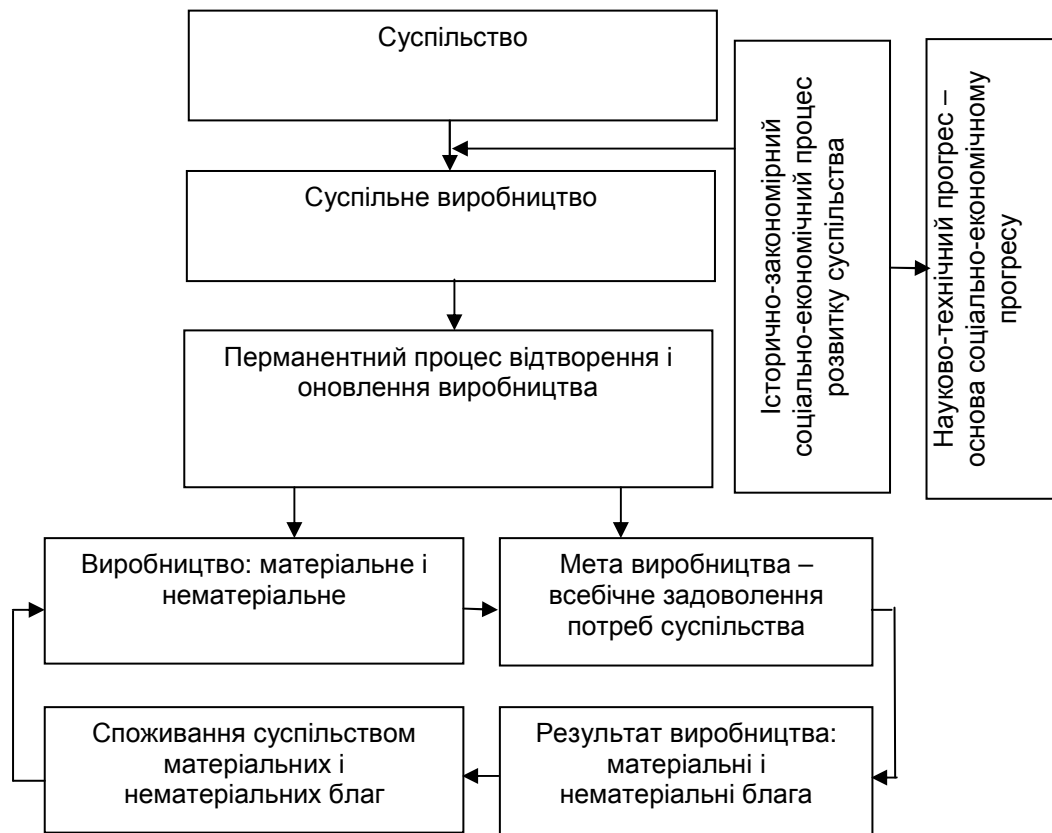 Суспільство
Суспільне виробництво
Перманентний процес відтворення і
оновлення виробництва
Історично-закономірний
соціально-економічний процес
розвитку суспільства
Науково-технічний прогрес –
основа соціально-економічному
прогресу
Виробництво: матеріальне і
нематеріальне
Мета виробництва –
всебічне задоволення
потреб суспільства
Споживання суспільством
матеріальних і
нематеріальних благ
Результат виробництва:
матеріальні і
нематеріальні блага